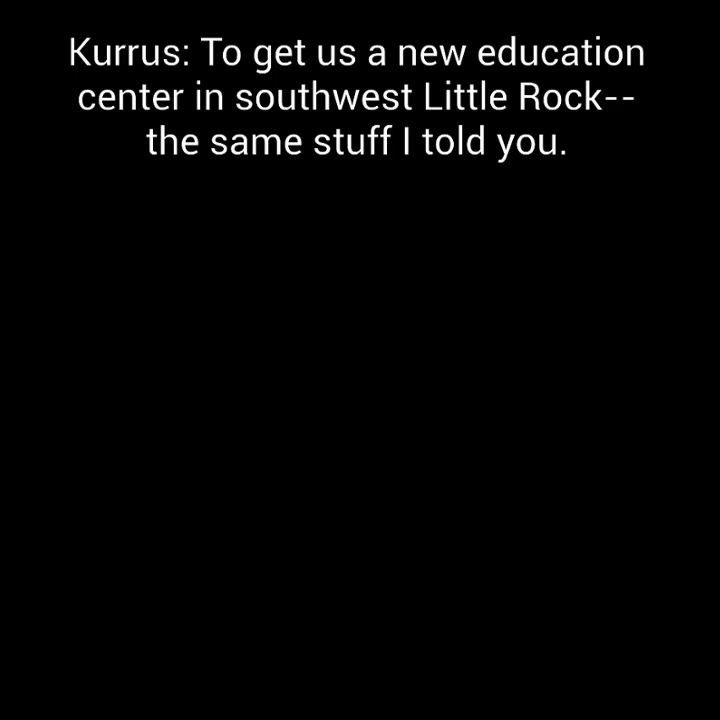 Kurrus: To get us a new education
center in southwest Little Rock--
the same stuff I told you.